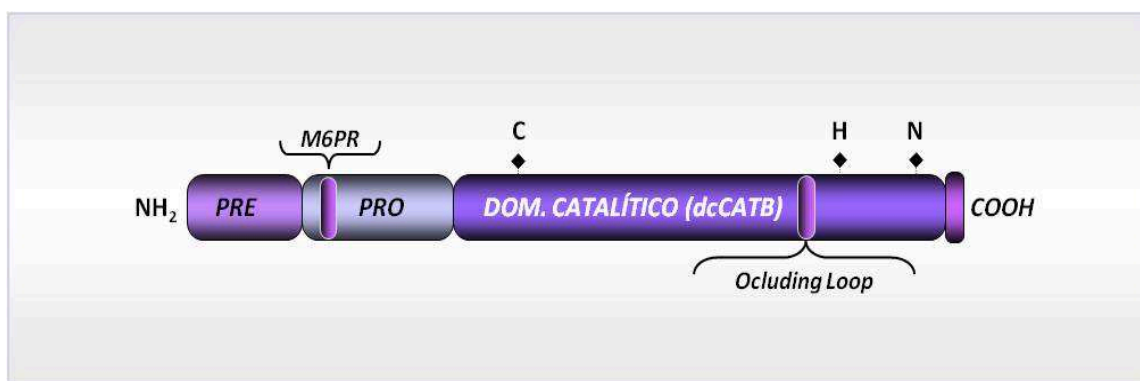 M6PR
C
H
N
NH₂
PRE
PRO
DOM. CATALÍTICO (dcCATB)
COOH
Ocluding Loop